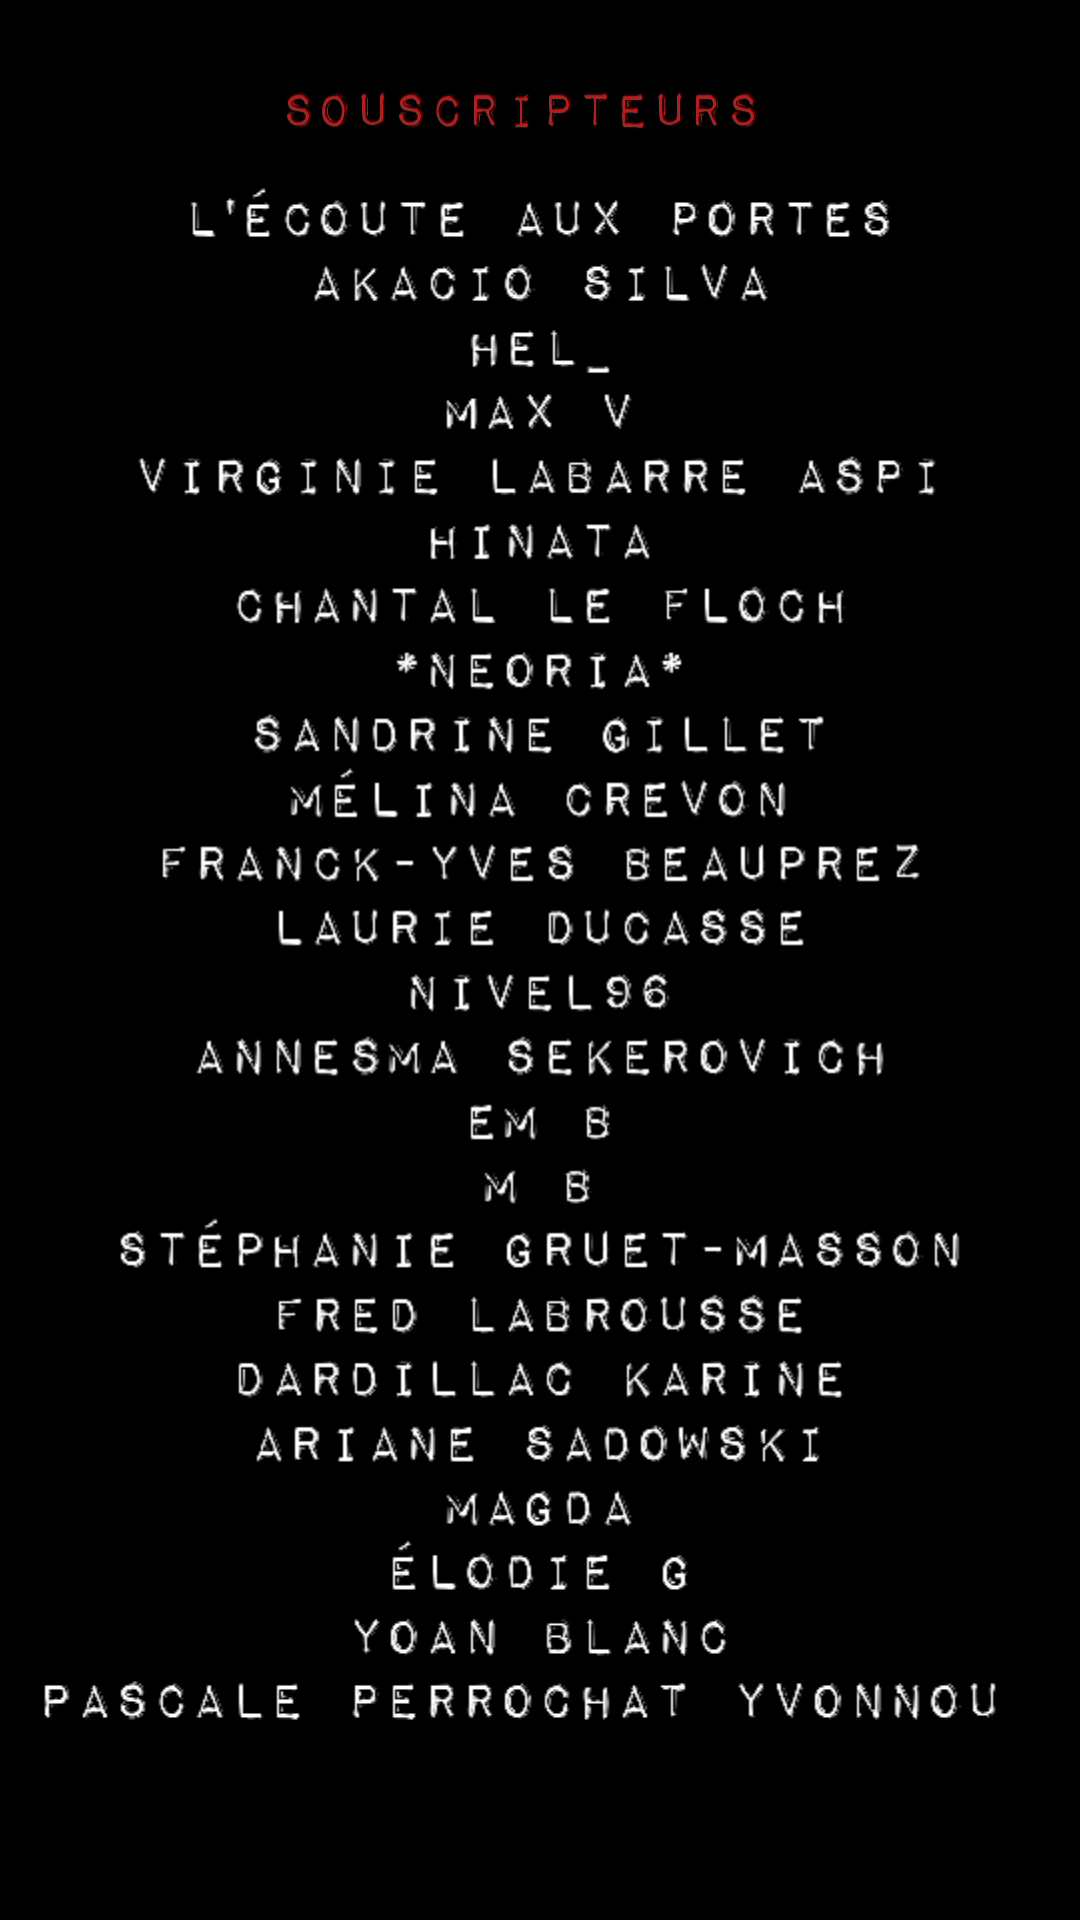 SOUSCRIPTEURS
L'ÉCOUTE AUX PORTES
AKACIO SILVA
HEL_
MAX V
VIRGINIE LABARRE ASPI
HINATA
CHANTAL LE FLOCH
*NEORIA*
SANDRINE GILLET
MÉLINA CREVON
FRANCK-YVES BEAUPREZ
LAURIE DUCASSE
NIVEL96
ANNESMA SEKEROVICH
EM B
M B
STÉPHANIE GRUET-MASSON
FRED LABROUSSE
DARDILLAC KARINE
ARIANE SADOWSKI
MAGDA
ÉLODIE G
YOAN BLANC
PASCALE PERROCHAT YVONNOU